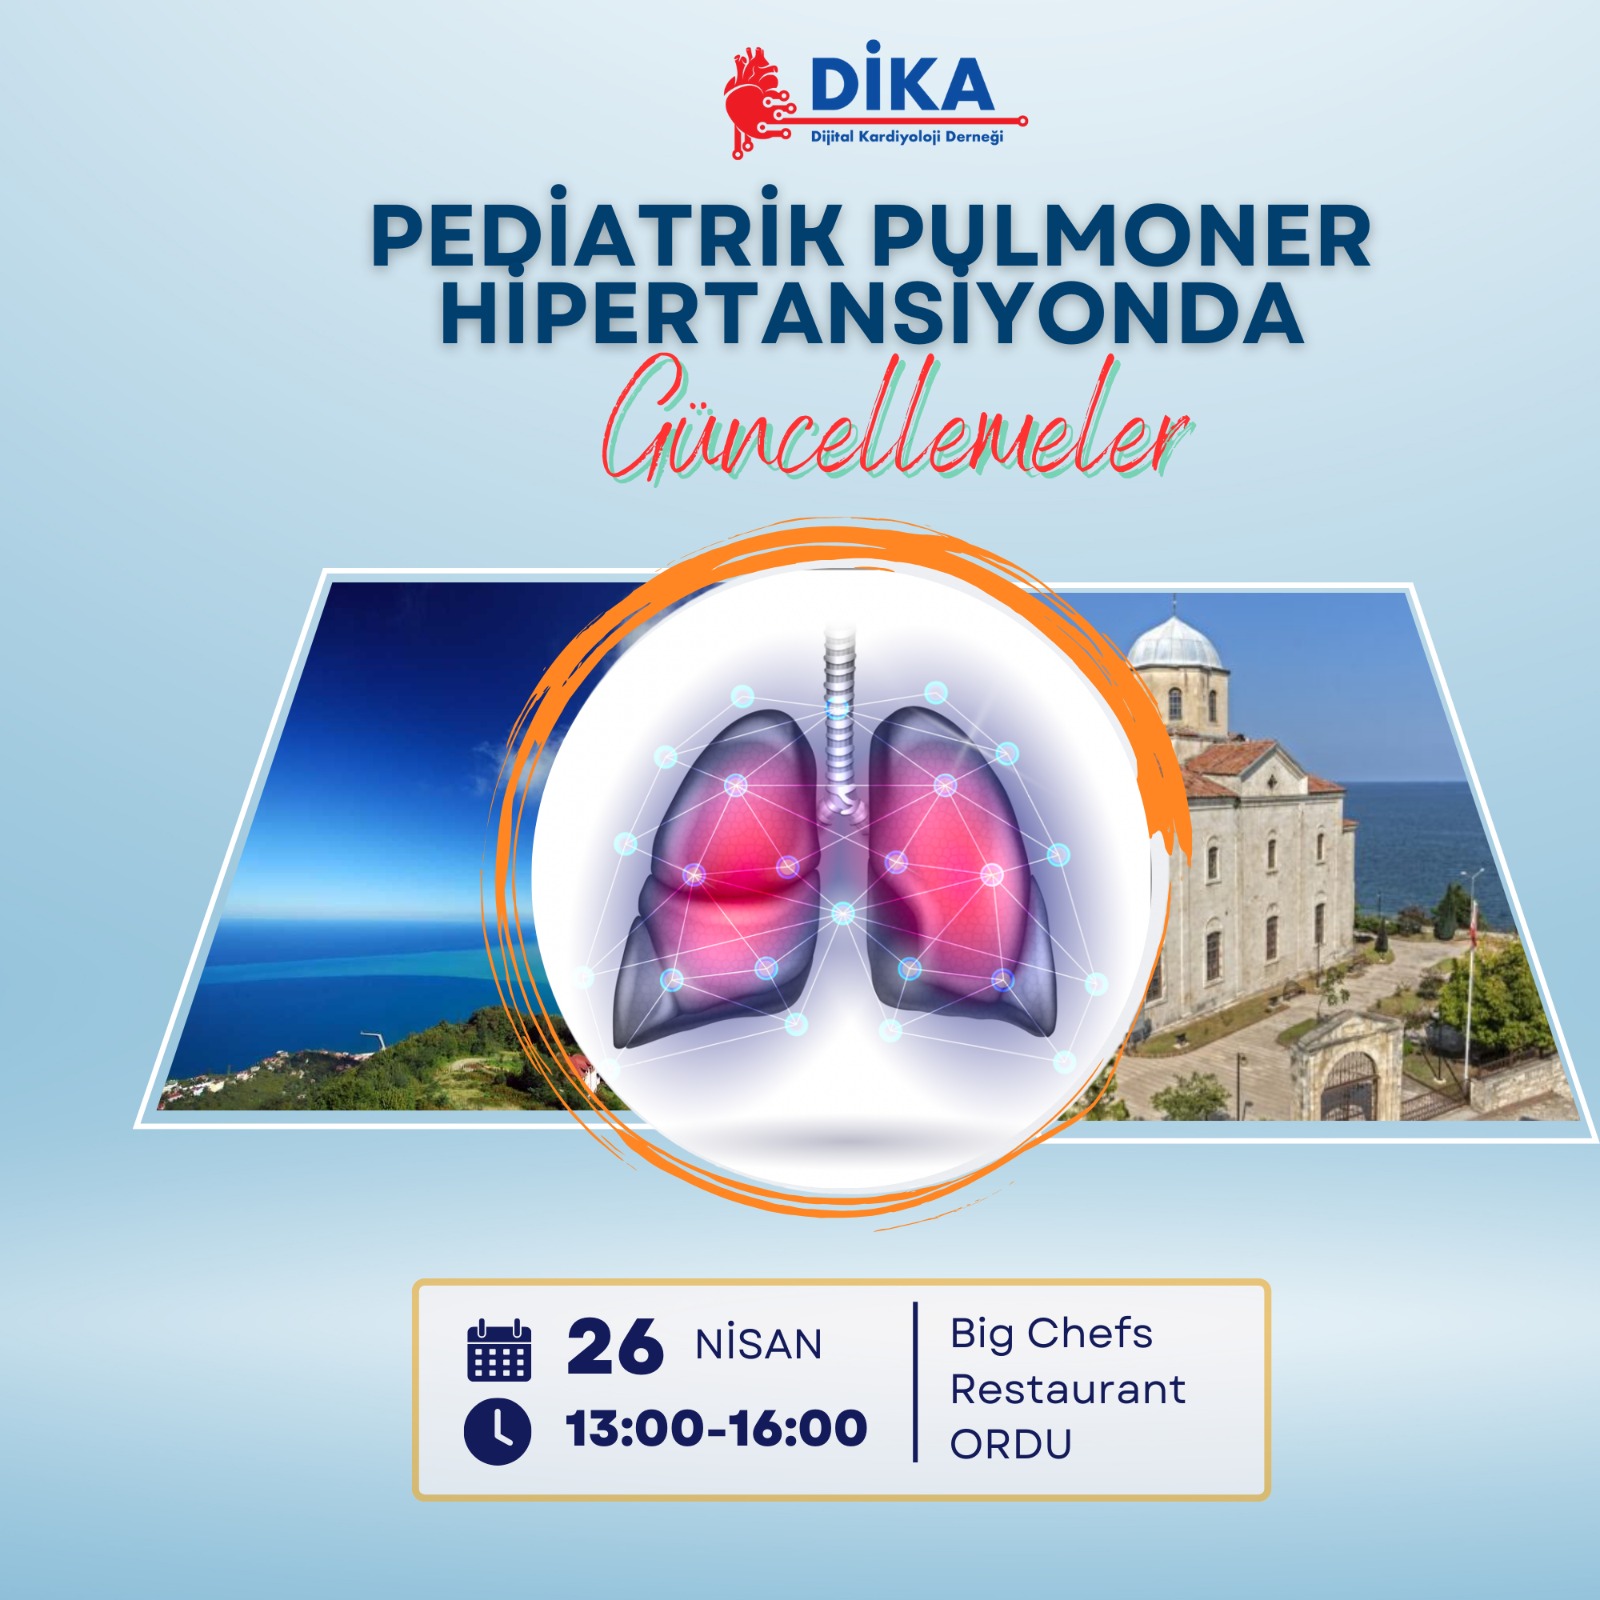 DİKA
Dijital Kardiyoloji Derneği
PEDİATRİK PULMONER
HİPERTANSİYONDA
Güncellemeler
26 NİSAN
13:00-16:00
Big Chefs
Restaurant
ORDU